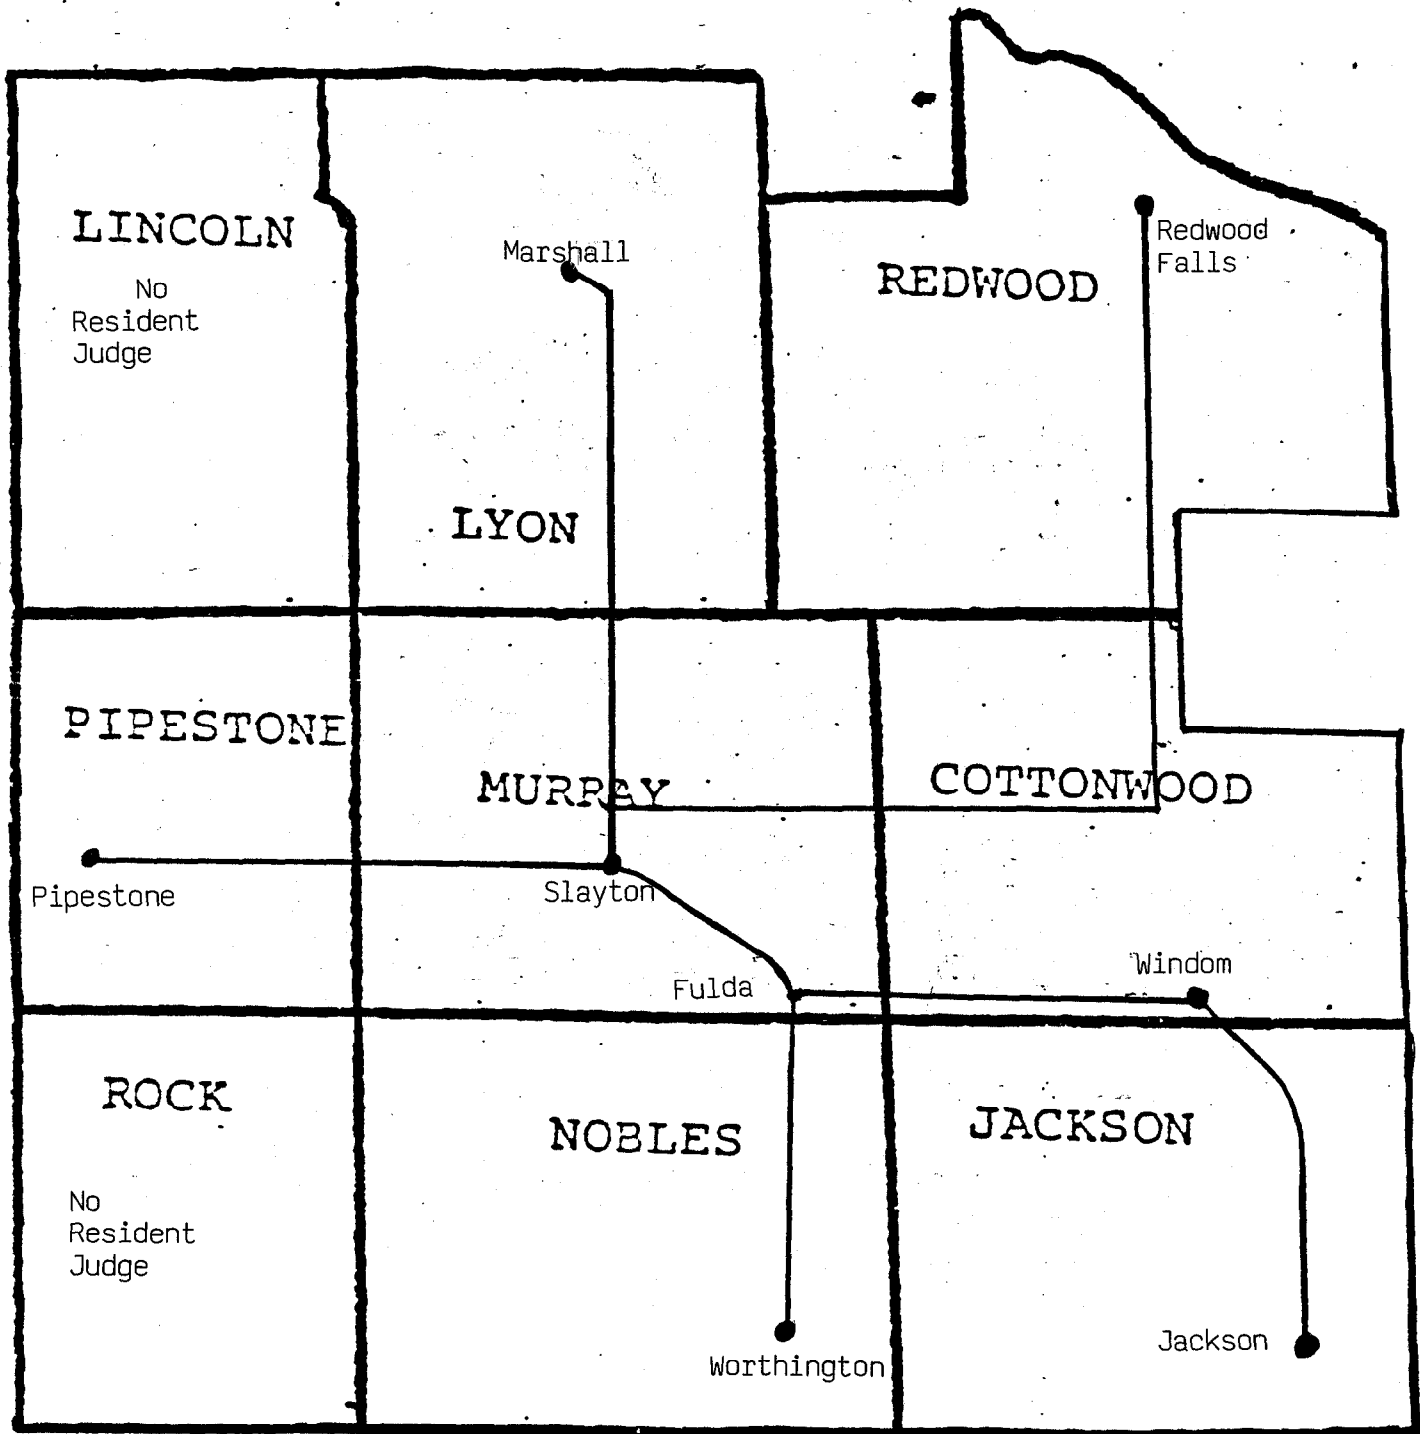 LINCOLN
No
Resident
Judge
Marshall
LYON
REDWOOD
Redwood
Falls
PIPESTONE
MURRAY
COTTONWOOD
Pipestone
Slayton
Fulda
Windom
ROCK
No
Resident
Judge
NOBLES
JACKSON
Worthington
Jackson